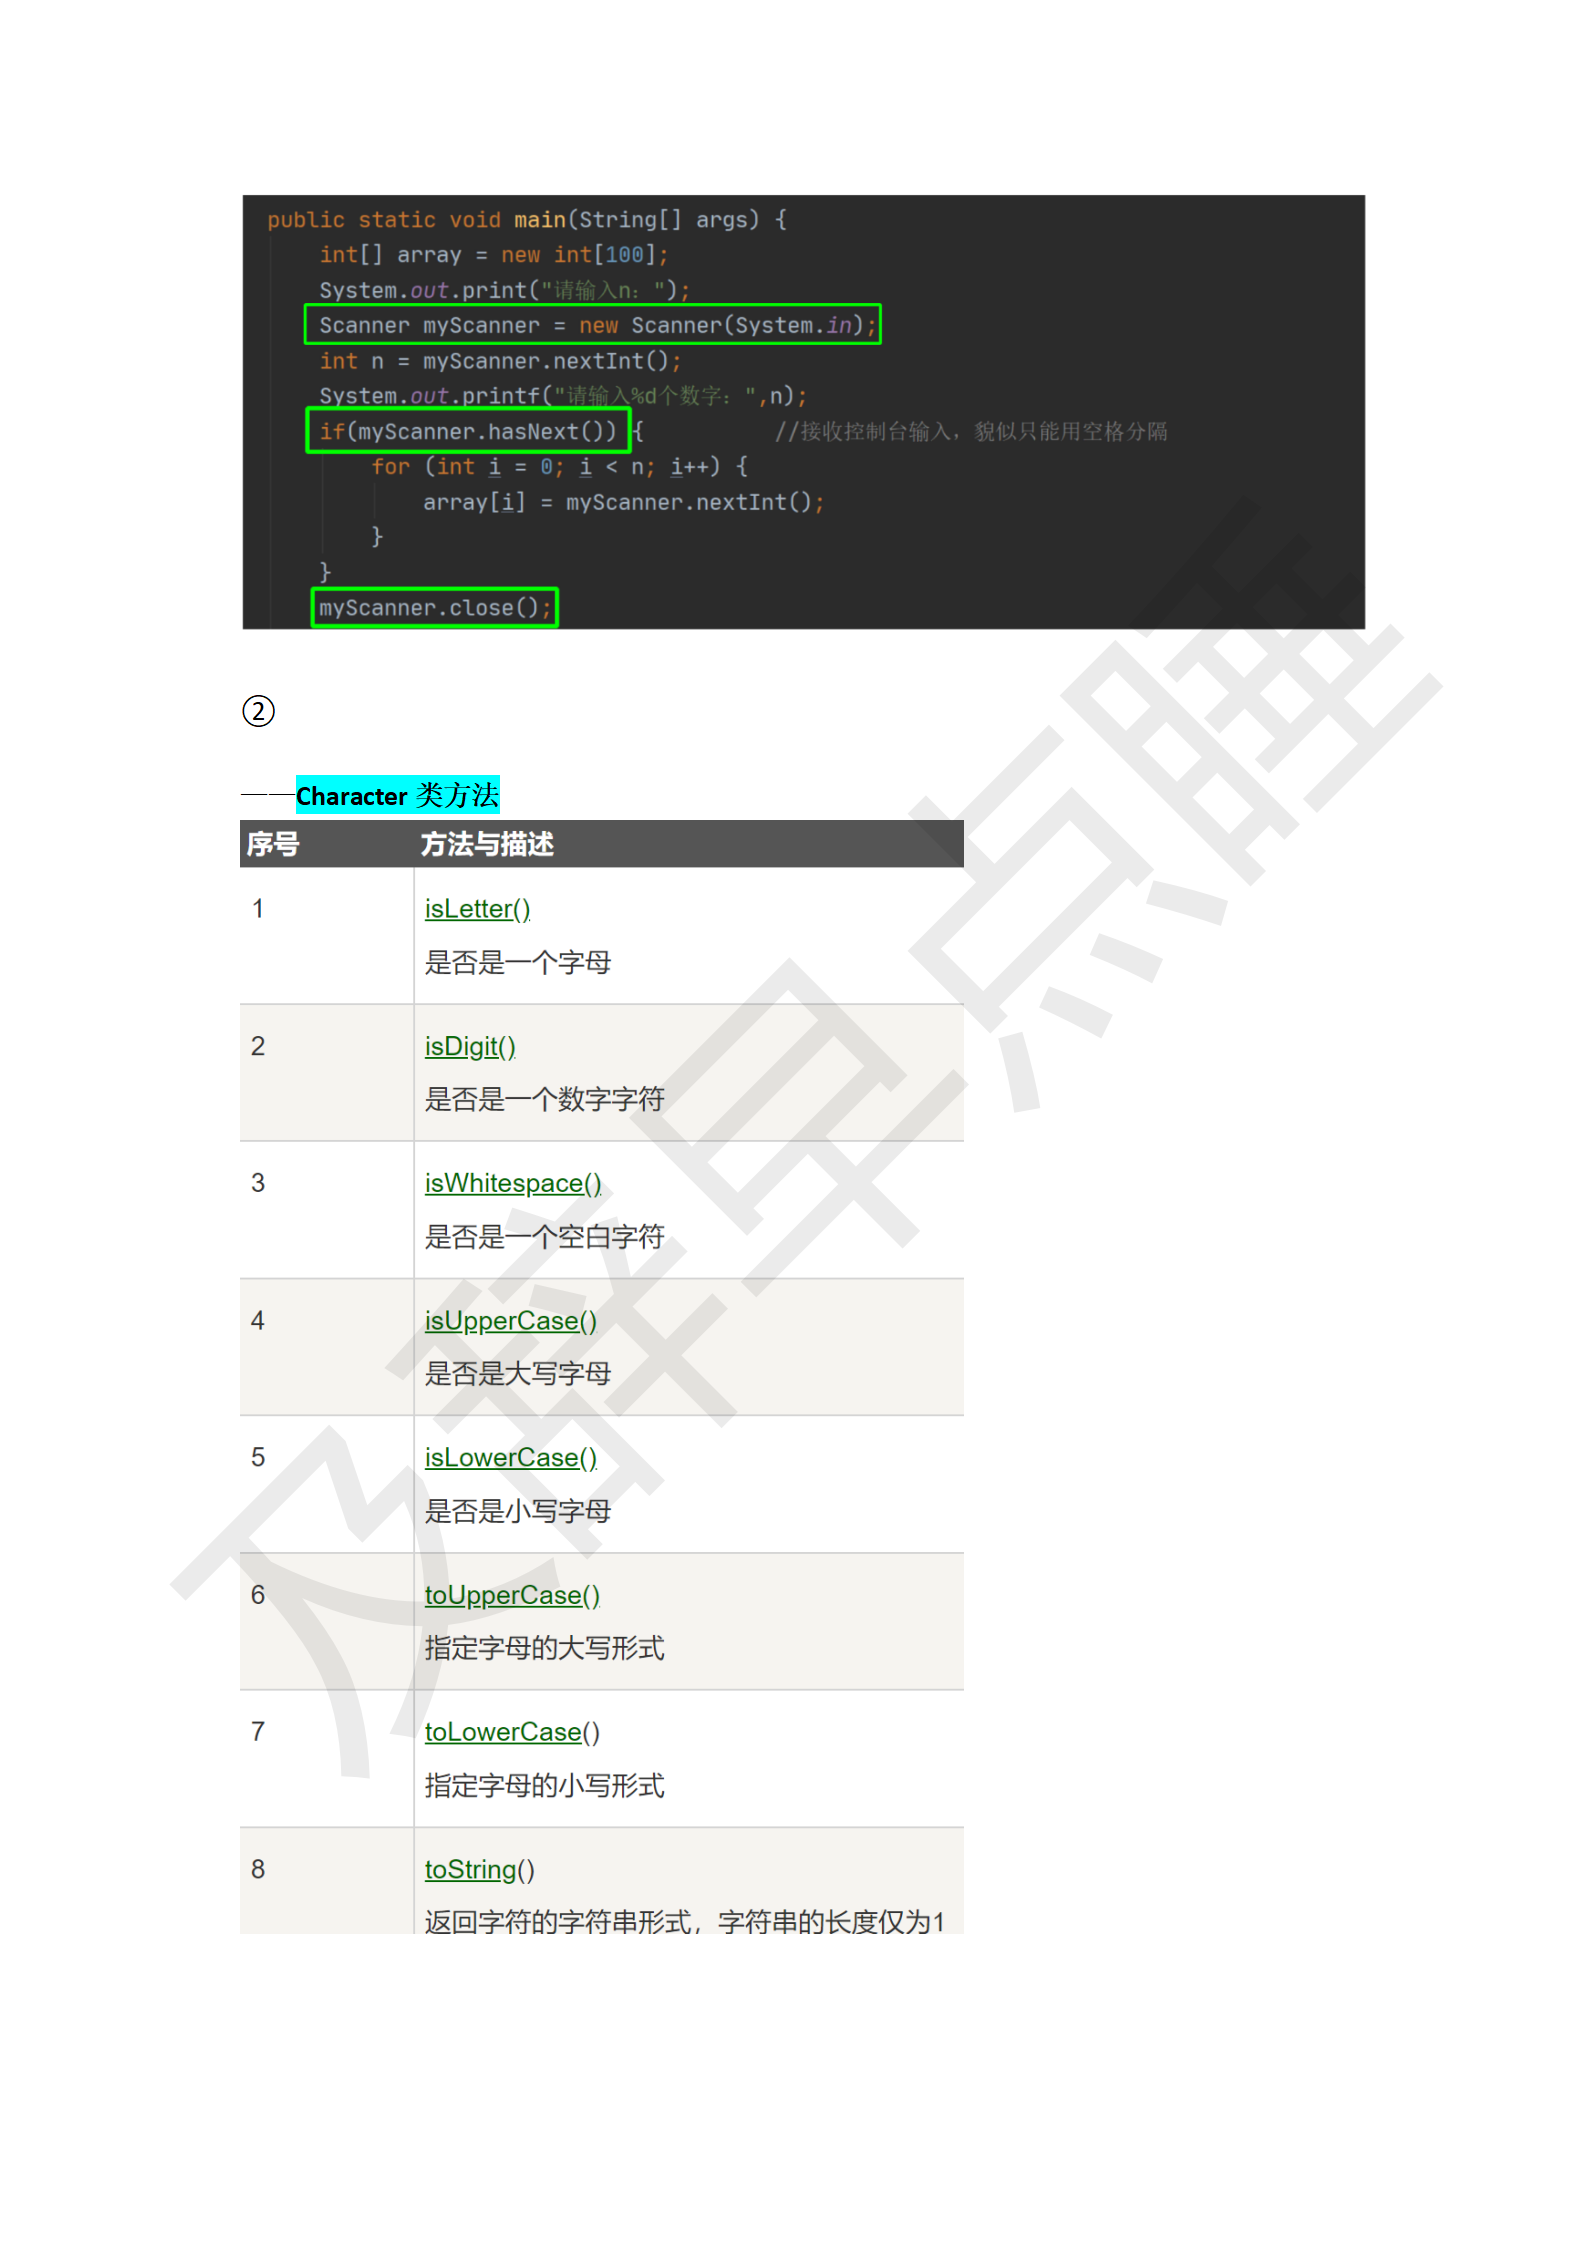 public static void main(String[] args) {
int[] array = new int[100];
System.out.print("请输入n: ");
Scanner myScanner = new Scanner(System.in);
int n = myScanner.nextInt();
System.out.printf("请输入%d个数字: ",n);
if(myScanner.hasNext()) { //接收控制台输入，貌似只能用空格分隔
for (int i = 0; i < n; i++) {
array[i] = myScanner.nextInt();
}
}
myScanner.close();
②
——Character 类方法
序号 方法与描述
1 isLetter()
是否是一个字母
2 isDigit()
是否是一个数字字符
3 isWhitespace()
是否是一个空白字符
4 isUpperCase()
是否是大写字母
5 isLowerCase()
是否是小写字母
6 toUpperCase()
指定字母的大写形式
7 toLowerCase()
指定字母的小写形式
8 toString()
返回字符的字符串形式，字符串的长度仅为1
及辞早点睡